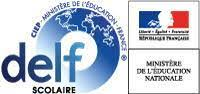 CIEP MINISTÈRE DE L'ÉDUCATION FRANCE
delf
SCOLAIRE
Liberté • Égalité • Fraternité
RÉPUBLIQUE FRANÇAISE
MINISTÈRE
DE L'ÉDUCATION
NATIONALE